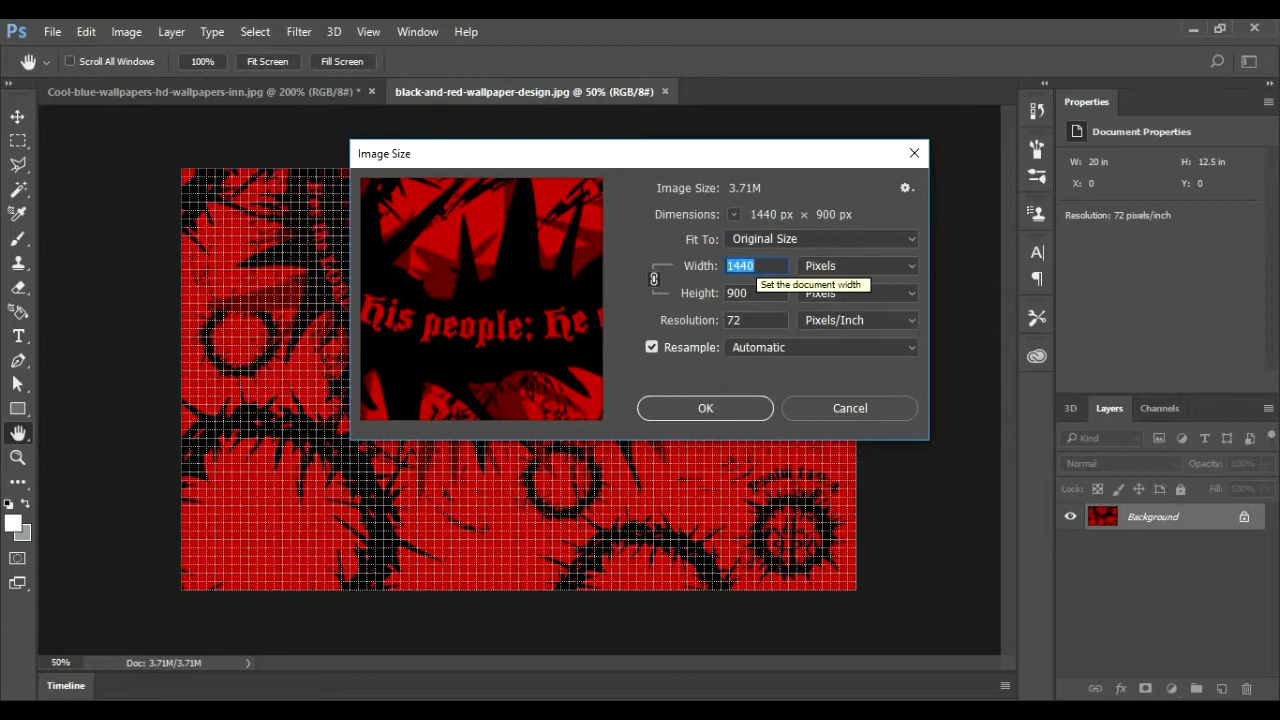 Ps File Edit Image Layer Type Select Filter 3D View Window Help
Scroll All Windows 100% Fit Screen Fill Screen
Cool-blue-wallpapers-hd-wallpapers-inn.jpg @ 200% (RGB/8#) * × black-and-red-wallpaper-design.jpg @ 50% (RGB/8#) ×
Properties
Document Properties
W: 20 in H: 12.5 in
X: 0 Y: 0
Resolution: 72 pixels/inch
Image Size
Image Size: 3.71M
Dimensions: 1440 px × 900 px
Fit To: Original Size
Width: 1440 Pixels
Set the document width
Height: 900 Pixels
Resolution: 72 Pixels/Inch
Resample: Automatic
OK Cancel
his people; He
3D Layers Channels
Kind
Normal Opacity: 100%
Lock: Fill: 100%
Background
50% Doc: 3.71M/3.71M
Timeline